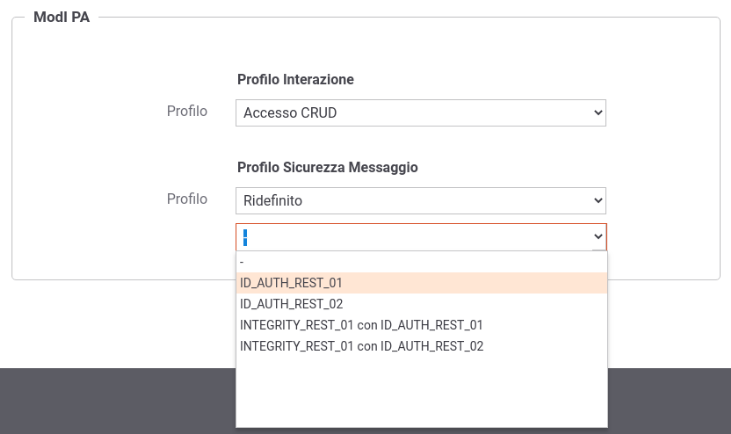 ModI PA
Profilo Interazione
Profilo Accesso CRUD
Profilo Sicurezza Messaggio
Profilo Ridefinito
-
-
ID_AUTH_REST_01
ID_AUTH_REST_02
INTEGRITY_REST_01 con ID_AUTH_REST_01
INTEGRITY_REST_01 con ID_AUTH_REST_02